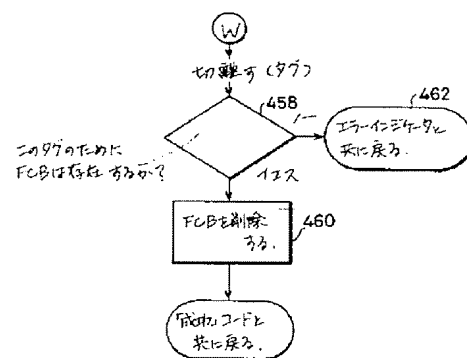 W
切離す(タグ)
458
462
ノー
エラーインジケータと
共に戻る.
このタグのために
FCBは存在するか?
イエス
FCBを削除
する.
460
「成功」コードと
共に戻る.